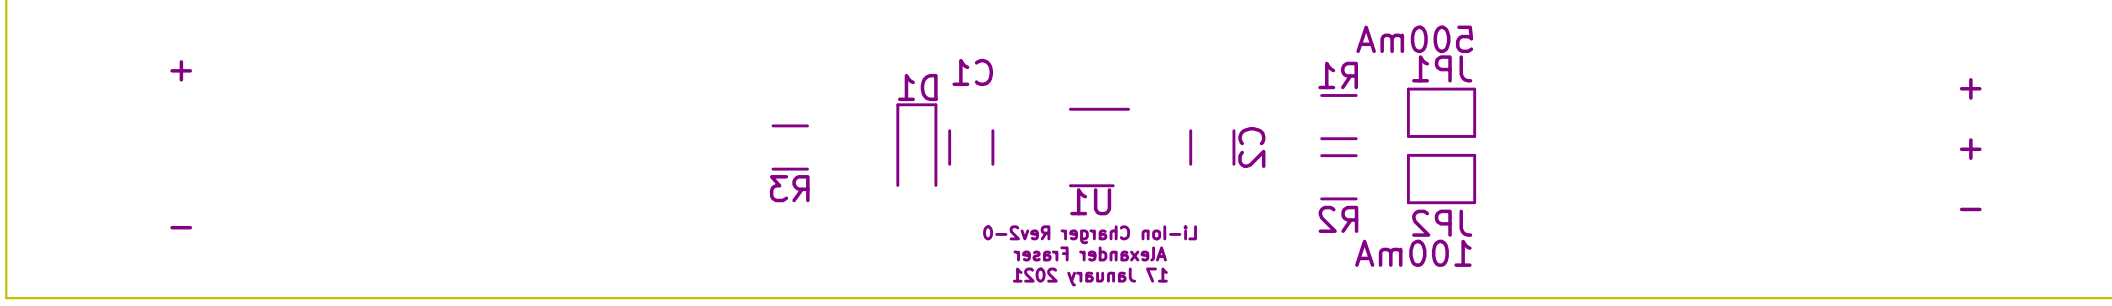 500mA
JP1
R1
C1
D1
+
+
C2
+
R3
U1
-
-
R2
JP2
100mA
Li-Ion Charger Rev2-0
Alexander Fraser
17 January 2021